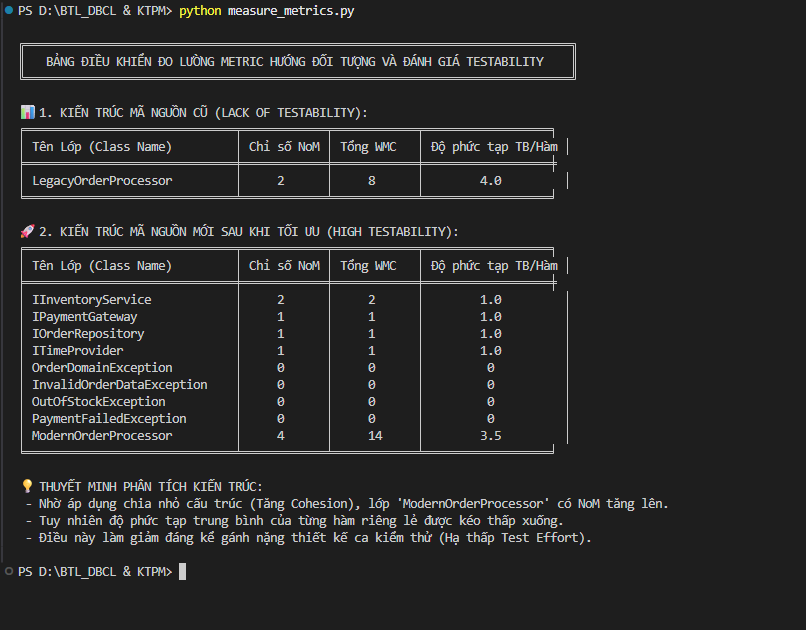 PS D:\BTL_DBCL & KTPM> python measure_metrics.py
BẢNG ĐIỀU KHIỂN ĐO LƯỜNG METRIC HƯỚNG ĐỐI TƯỢNG VÀ ĐÁNH GIÁ TESTABILITY
1. KIẾN TRÚC MÃ NGUỒN CŨ (LACK OF TESTABILITY):
Tên Lớp (Class Name) Chỉ số NoM Tổng WMC Độ phức tạp TB/Hàm
LegacyOrderProcessor 2 8 4.0
2. KIẾN TRÚC MÃ NGUỒN MỚI SAU KHI TỐI ƯU (HIGH TESTABILITY):
Tên Lớp (Class Name) Chỉ số NoM Tổng WMC Độ phức tạp TB/Hàm
IInventoryService 2 2 1.0
IPaymentGateway 1 1 1.0
IOrderRepository 1 1 1.0
ITimeProvider 1 1 1.0
OrderDomainException 0 0 0
InvalidOrderDataException 0 0 0
OutOfStockException 0 0 0
PaymentFailedException 0 0 0
ModernOrderProcessor 4 14 3.5
THUYẾT MINH PHÂN TÍCH KIẾN TRÚC:
- Nhờ áp dụng chia nhỏ cấu trúc (Tăng Cohesion), lớp 'ModernOrderProcessor' có NoM tăng lên.
- Tuy nhiên độ phức tạp trung bình của từng hàm riêng lẻ được kéo thấp xuống.
- Điều này làm giảm đáng kể gánh nặng thiết kế ca kiểm thử (Hạ thấp Test Effort).
PS D:\BTL_DBCL & KTPM>